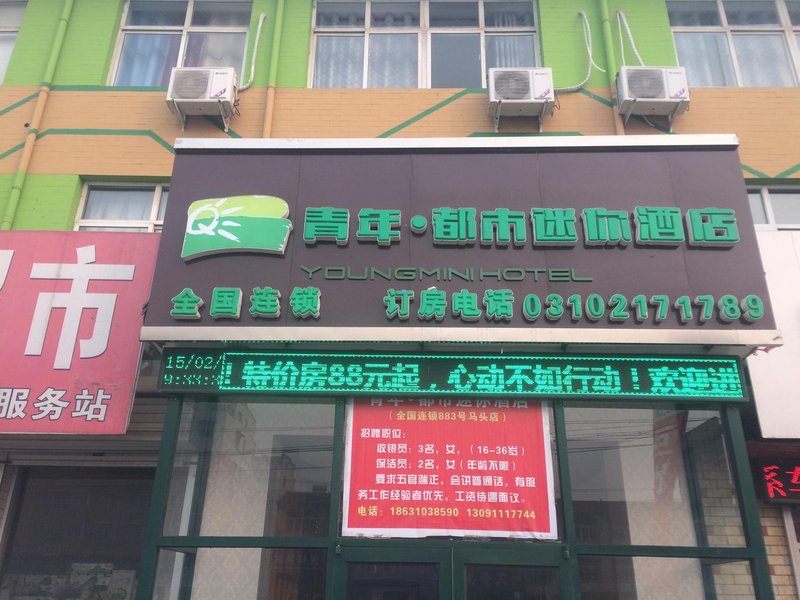 青年·都市迷你酒店
YOUNGMINI HOTEL
全国连锁 订房电话 03102171789
15/02/
！特价房88元起，心动不如行动！欢迎进
青年·都市迷你酒店
（全国连锁883号马头店）
招聘职位：
收银员：3名，女，（16-36岁）
保洁员：2名，女（年龄不限）
要求五官端正，会讲普通话，有服
务工作经验者优先，工资待遇面议。
电话：18631038590 13091117744
市
服务站